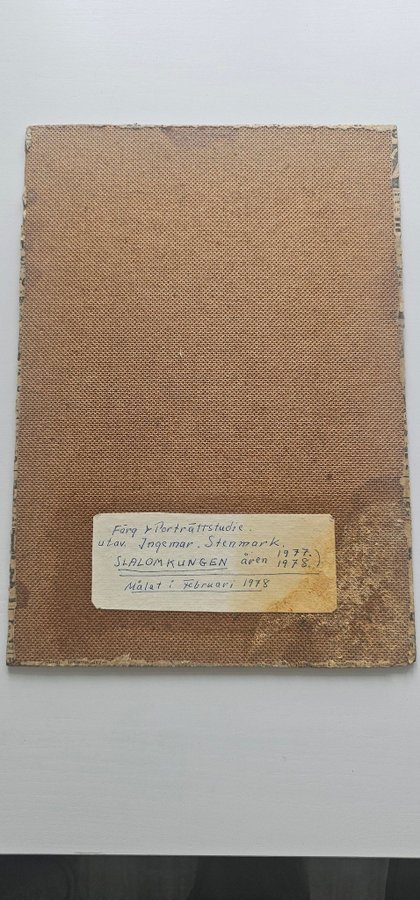 Färg & Porträttstudie.
utav. Ingemar. Stenmark.
SLALOMKUNGEN åren 1977. 1978.)
Målat i Februari 1978